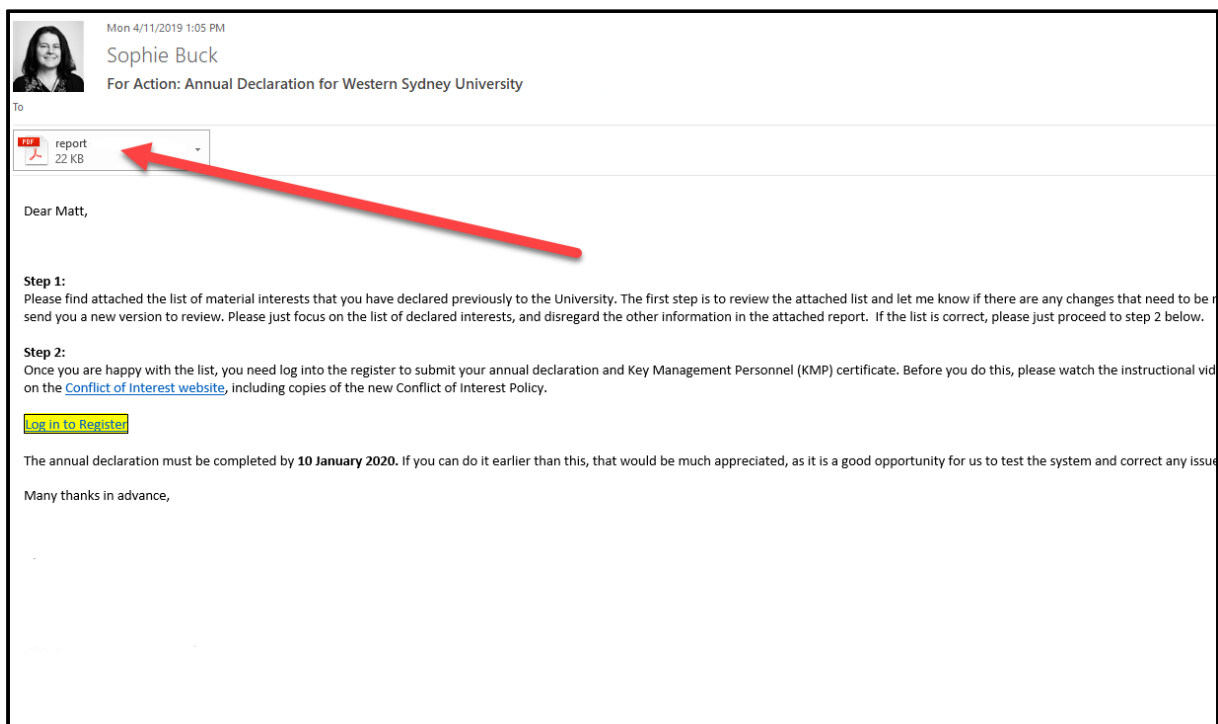 Mon 4/11/2019 1:05 PM
Sophie Buck
For Action: Annual Declaration for Western Sydney University
To
PDF
report
22 KB
Dear Matt,
Step 1:
Please find attached the list of material interests that you have declared previously to the University. The first step is to review the attached list and let me know if there are any changes that need to be
send you a new version to review. Please just focus on the list of declared interests, and disregard the other information in the attached report.  If the list is correct, please just proceed to step 2 below.
Step 2:
Once you are happy with the list, you need log into the register to submit your annual declaration and Key Management Personnel (KMP) certificate. Before you do this, please watch the instructional vid
on the Conflict of Interest website, including copies of the new Conflict of Interest Policy.
Log in to Register
The annual declaration must be completed by 10 January 2020. If you can do it earlier than this, that would be much appreciated, as it is a good opportunity for us to test the system and correct any issue
Many thanks in advance,